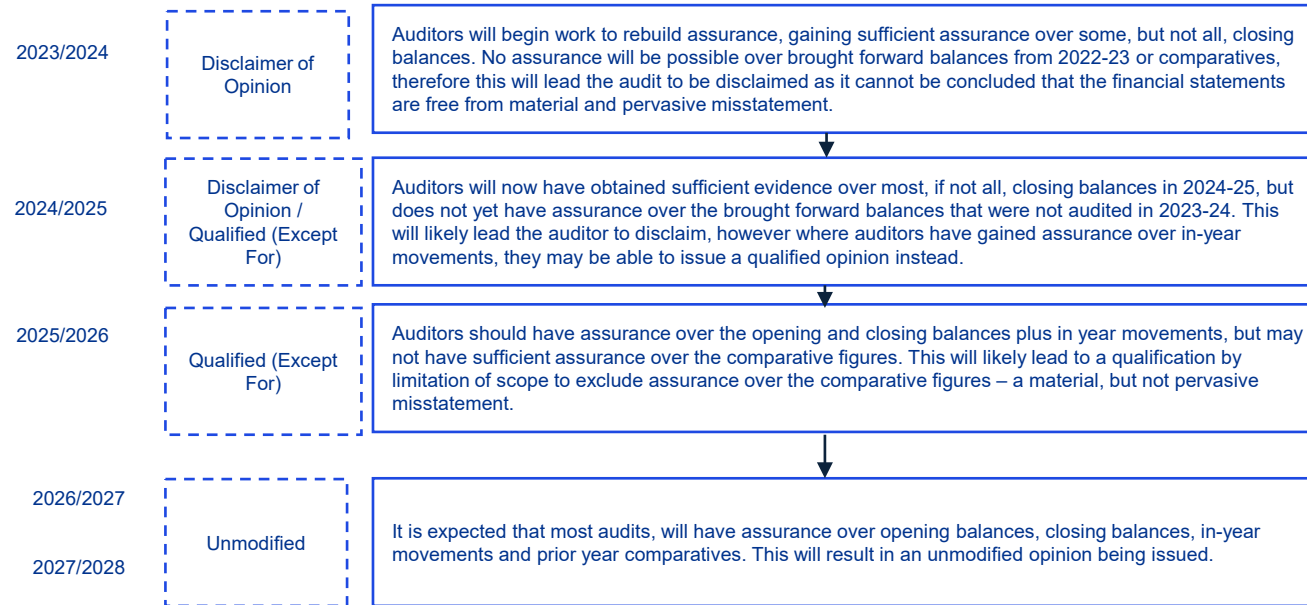 2023/2024
Disclaimer of
Opinion
Auditors will begin work to rebuild assurance, gaining sufficient assurance over some, but not all, closing
balances. No assurance will be possible over brought forward balances from 2022-23 or comparatives,
therefore this will lead the audit to be disclaimed as it cannot be concluded that the financial statements
are free from material and pervasive misstatement.
2024/2025
Disclaimer of
Opinion /
Qualified (Except
For)
Auditors will now have obtained sufficient evidence over most, if not all, closing balances in 2024-25, but
does not yet have assurance over the brought forward balances that were not audited in 2023-24. This
will likely lead the auditor to disclaim, however where auditors have gained assurance over in-year
movements, they may be able to issue a qualified opinion instead.
2025/2026
Qualified (Except
For)
Auditors should have assurance over the opening and closing balances plus in year movements, but may
not have sufficient assurance over the comparative figures. This will likely lead to a qualification by
limitation of scope to exclude assurance over the comparative figures – a material, but not pervasive
misstatement.
2026/2027
2027/2028
Unmodified
It is expected that most audits, will have assurance over opening balances, closing balances, in-year
movements and prior year comparatives. This will result in an unmodified opinion being issued.